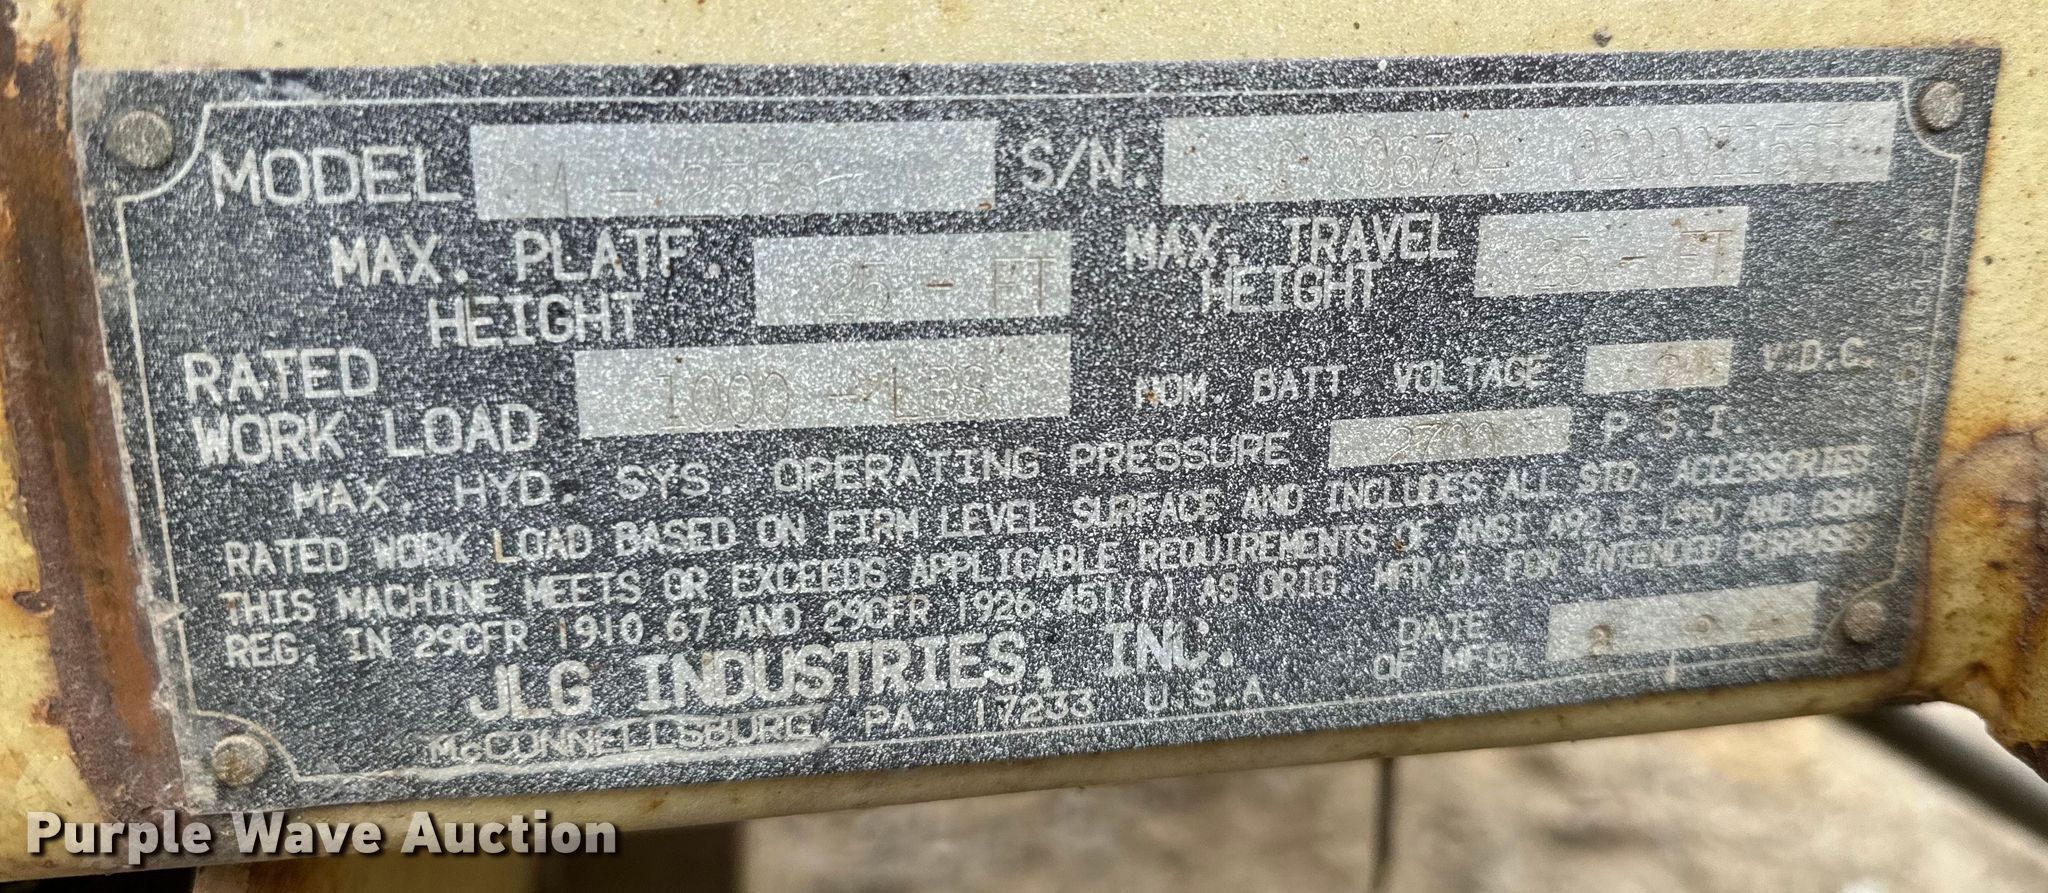 MODEL S/N.
MAX. PLATF. HEIGHT 25 - FT MAX. TRAVEL HEIGHT 25 - FT
RATED WORK LOAD 1000 - LBS NOM. BATT. VOLTAGE V.D.C.
MAX. HYD. SYS. OPERATING PRESSURE 2700 P.S.I.
RATED WORK LOAD BASED ON FIRM LEVEL SURFACE AND INCLUDES ALL STD. ACCESSORIES
THIS MACHINE MEETS OR EXCEEDS APPLICABLE REQUIREMENTS OF ANSI A92.6-1990 AND OSHA
REG. IN 29CFR 1910.67 AND 29CFR 1926.451(f) AS ORIG. MFR'D. FOR INTENDED PURPOSES
JLG INDUSTRIES, INC. DATE OF MFG.
McCONNELLSBURG, PA. 17233 U.S.A.
Purple Wave Auction